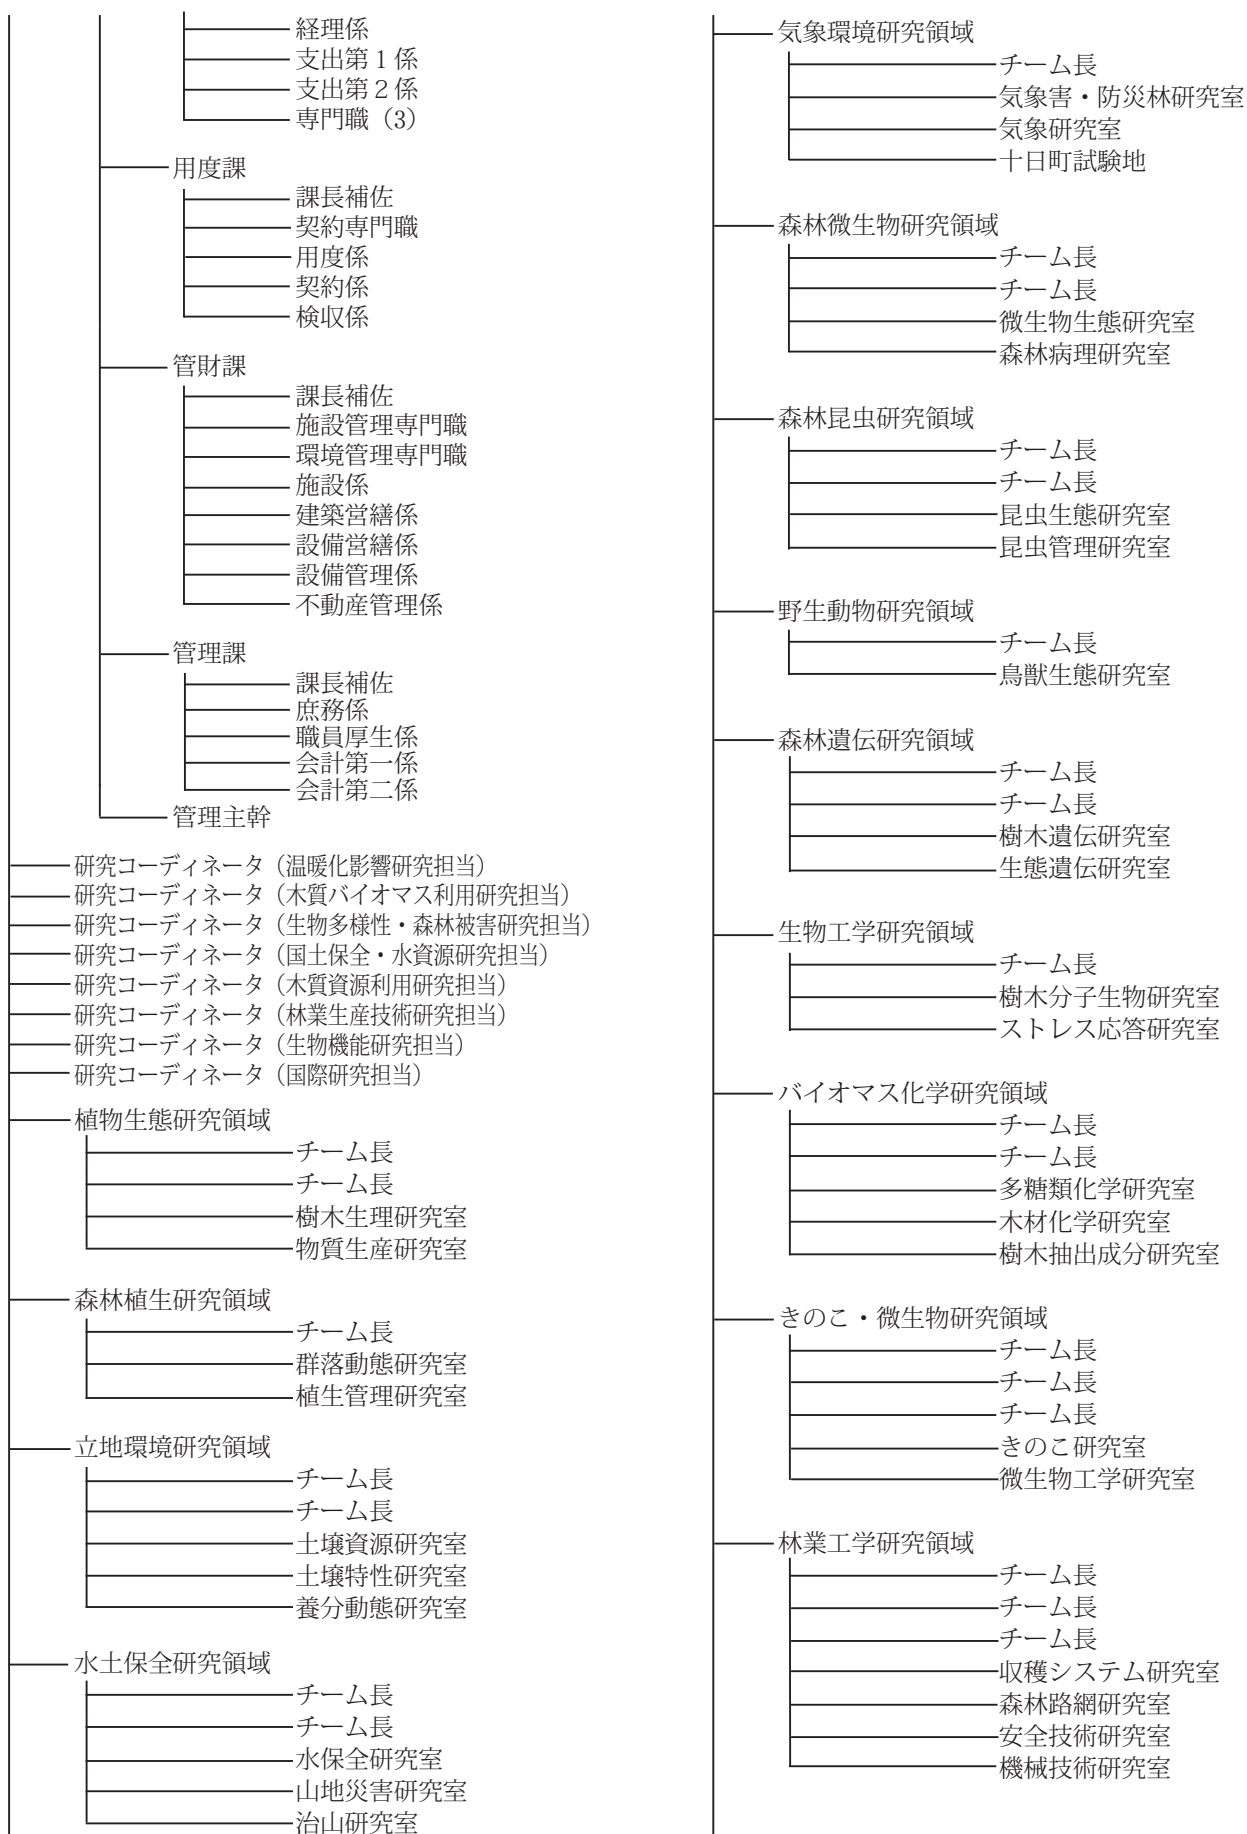 経理係
支出第1係
支出第2係
専門職（3）
用度課
課長補佐
契約専門職
用度係
契約係
検収係
管財課
課長補佐
施設管理専門職
環境管理専門職
施設係
建築営繕係
設備営繕係
設備管理係
不動産管理係
管理課
課長補佐
庶務係
職員厚生係
会計第一係
会計第二係
管理主幹
研究コーディネータ（温暖化影響研究担当）
研究コーディネータ（木質バイオマス利用研究担当）
研究コーディネータ（生物多様性・森林被害研究担当）
研究コーディネータ（国土保全・水資源研究担当）
研究コーディネータ（木質資源利用研究担当）
研究コーディネータ（林業生産技術研究担当）
研究コーディネータ（生物機能研究担当）
研究コーディネータ（国際研究担当）
植物生態研究領域
チーム長
チーム長
樹木生理研究室
物質生産研究室
森林植生研究領域
チーム長
群落動態研究室
植生管理研究室
立地環境研究領域
チーム長
チーム長
土壌資源研究室
土壌特性研究室
養分動態研究室
水土保全研究領域
チーム長
チーム長
水保全研究室
山地災害研究室
治山研究室
気象環境研究領域
チーム長
気象害・防災林研究室
気象研究室
十日町試験地
森林微生物研究領域
チーム長
チーム長
微生物生態研究室
森林病理研究室
森林昆虫研究領域
チーム長
チーム長
昆虫生態研究室
昆虫管理研究室
野生動物研究領域
チーム長
鳥獣生態研究室
森林遺伝研究領域
チーム長
チーム長
樹木遺伝研究室
生態遺伝研究室
生物工学研究領域
チーム長
樹木分子生物研究室
ストレス応答研究室
バイオマス化学研究領域
チーム長
チーム長
多糖類化学研究室
木材化学研究室
樹木抽出成分研究室
きのこ・微生物研究領域
チーム長
チーム長
チーム長
きのこ研究室
微生物工学研究室
林業工学研究領域
チーム長
チーム長
チーム長
収穫システム研究室
森林路網研究室
安全技術研究室
機械技術研究室